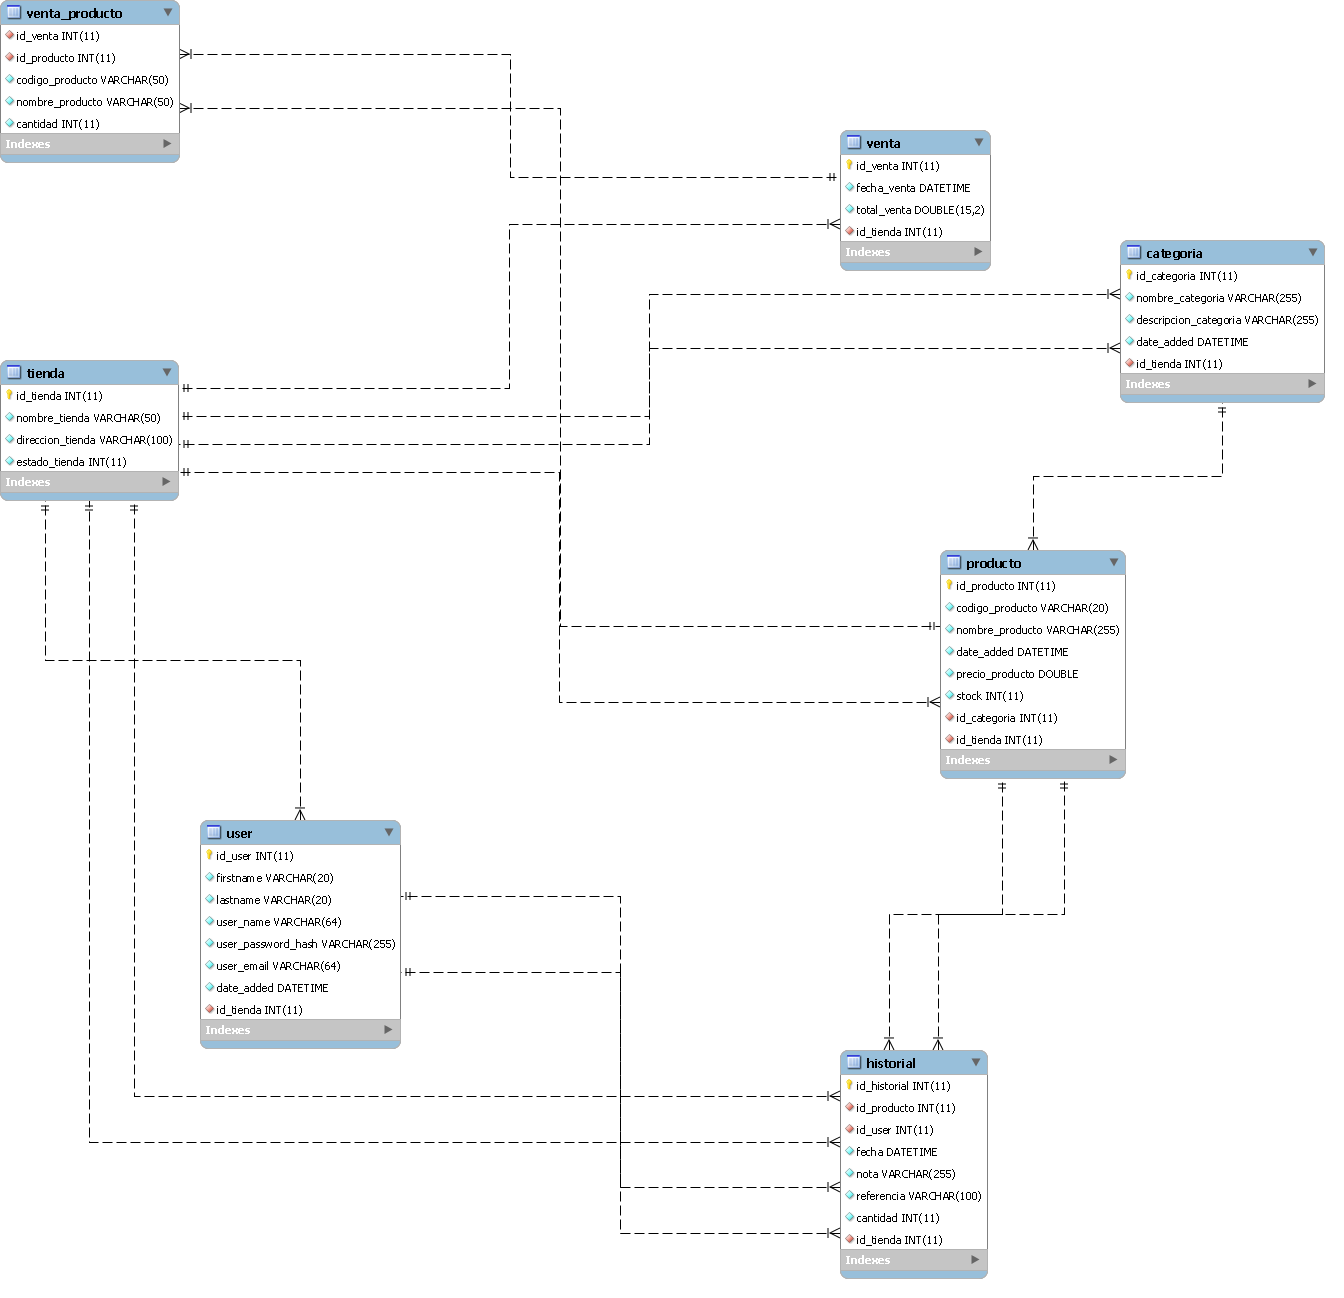 venta_producto
id_venta INT(11)
id_producto INT(11)
codigo_producto VARCHAR(50)
nombre_producto VARCHAR(50)
cantidad INT(11)
Indexes
venta
id_venta INT(11)
fecha_venta DATETIME
total_venta DOUBLE(15,2)
id_tienda INT(11)
Indexes
categoria
id_categoria INT(11)
nombre_categoria VARCHAR(255)
descripcion_categoria VARCHAR(255)
date_added DATETIME
id_tienda INT(11)
Indexes
tienda
id_tienda INT(11)
nombre_tienda VARCHAR(50)
direccion_tienda VARCHAR(100)
estado_tienda INT(11)
Indexes
producto
id_producto INT(11)
codigo_producto VARCHAR(20)
nombre_producto VARCHAR(255)
date_added DATETIME
precio_producto DOUBLE
stock INT(11)
id_categoria INT(11)
id_tienda INT(11)
Indexes
user
id_user INT(11)
firstname VARCHAR(20)
lastname VARCHAR(20)
user_name VARCHAR(64)
user_password_hash VARCHAR(255)
user_email VARCHAR(64)
date_added DATETIME
id_tienda INT(11)
Indexes
historial
id_historial INT(11)
id_producto INT(11)
id_user INT(11)
fecha DATETIME
nota VARCHAR(255)
referencia VARCHAR(100)
cantidad INT(11)
id_tienda INT(11)
Indexes